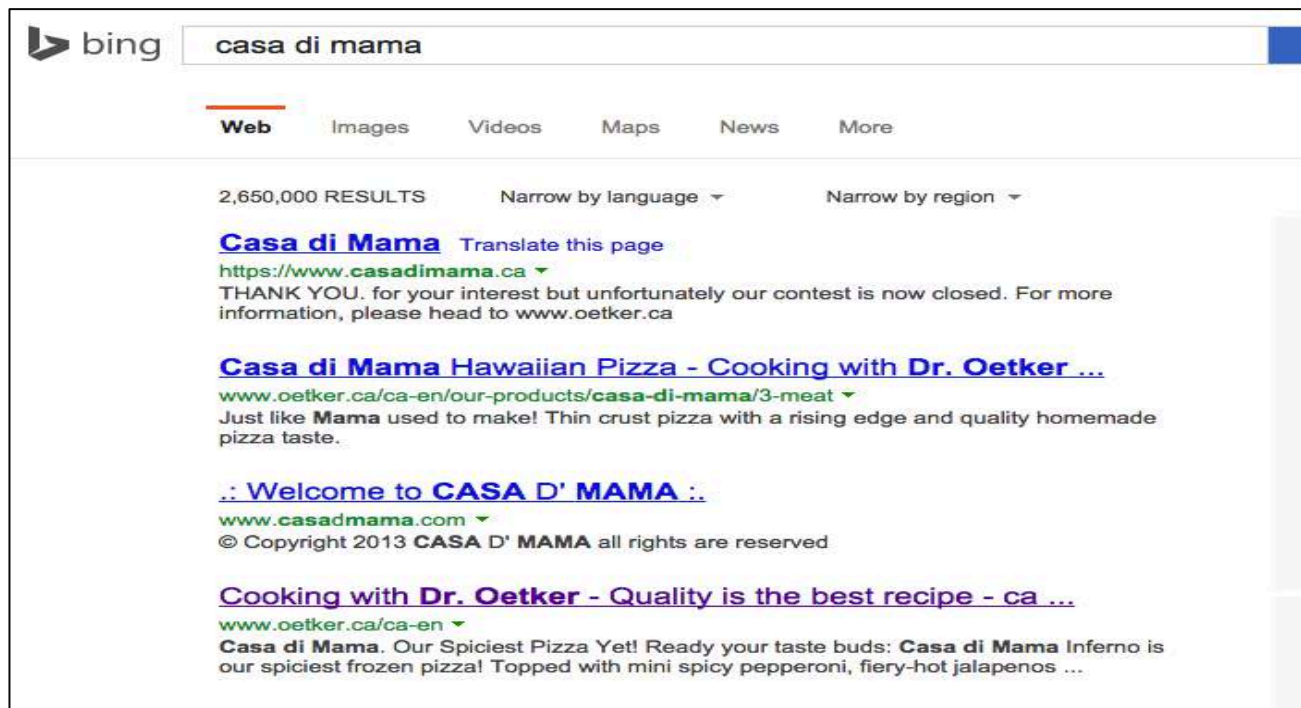 bing casa di mama
Web Images Videos Maps News More
2,650,000 RESULTS Narrow by language Narrow by region
Casa di Mama Translate this page
https://www.casadimama.ca
THANK YOU. for your interest but unfortunately our contest is now closed. For more
information, please head to www.oetker.ca
Casa di Mama Hawaiian Pizza - Cooking with Dr. Oetker ...
www.oetker.ca/ca-en/our-products/casa-di-mama/3-meat
Just like Mama used to make! Thin crust pizza with a rising edge and quality homemade
pizza taste.
.: Welcome to CASA D' MAMA :.
www.casadmama.com
© Copyright 2013 CASA D' MAMA all rights are reserved
Cooking with Dr. Oetker - Quality is the best recipe - ca ...
www.oetker.ca/ca-en
Casa di Mama. Our Spiciest Pizza Yet! Ready your taste buds: Casa di Mama Inferno is
our spiciest frozen pizza! Topped with mini spicy pepperoni, fiery-hot jalapenos ...